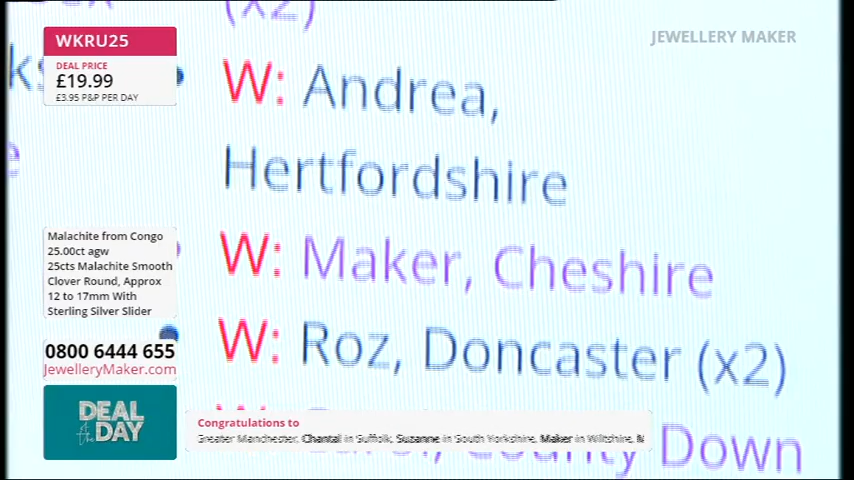 (x2)
WKRU25
JEWELLERY MAKER
DEAL PRICE
£19.99
£3.95 P&P PER DAY
W: Andrea,
Hertfordshire
W: Maker, Cheshire
W: Roz, Doncaster (x2)
County Down
Malachite from Congo
25.00ct agw
25cts Malachite Smooth
Clover Round, Approx
12 to 17mm With
Sterling Silver Slider
0800 6444 655
JewelleryMaker.com
DEAL
of the
DAY
Congratulations to
Greater Manchester, Chantal in Suffolk, Suzanne in South Yorkshire, Maker in Wiltshire,